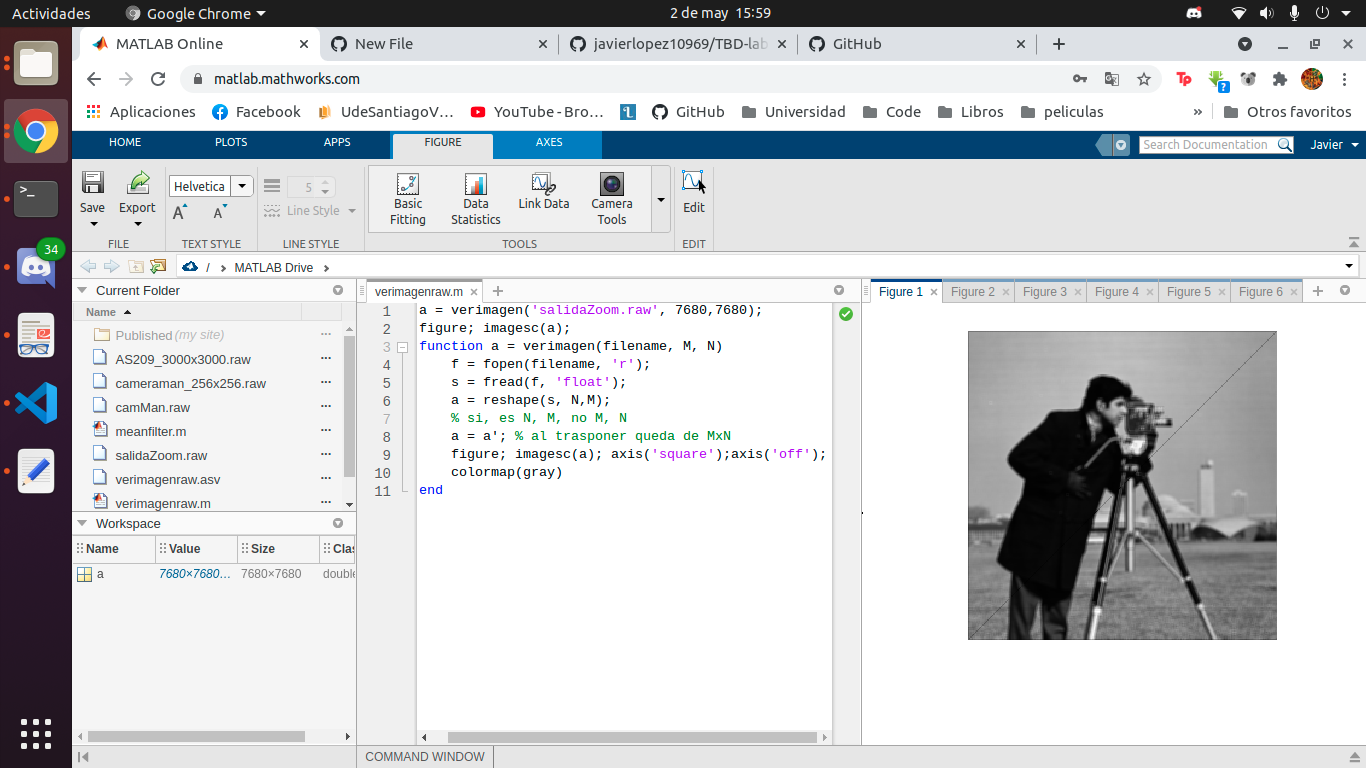 Actividades
Google Chrome
2 de may 15:59
MATLAB Online
New File
javierlopez10969/TBD-lab
GitHub
matlab.mathworks.com
Aplicaciones
Facebook
UdeSantiagoV…
YouTube - Bro…
GitHub
Universidad
Code
Libros
peliculas
»
Otros favoritos
HOME
PLOTS
APPS
FIGURE
AXES
Search Documentation
Javier
Save
Export
FILE
Helvetica
TEXT STYLE
5
Line Style
LINE STYLE
Basic Fitting
Data Statistics
Link Data
Camera Tools
TOOLS
Edit
EDIT
34
/ › MATLAB Drive ›
Current Folder
Name
Published (my site)
AS209_3000x3000.raw
cameraman_256x256.raw
camMan.raw
meanfilter.m
salidaZoom.raw
verimagenraw.asv
verimagenraw.m
Workspace
Name Value Size Clas
a 7680×7680… 7680×7680 double
verimagenraw.m
1 a = verimagen('salidaZoom.raw', 7680,7680);
2 figure; imagesc(a);
3 function a = verimagen(filename, M, N)
4 f = fopen(filename, 'r');
5 s = fread(f, 'float');
6 a = reshape(s, N,M);
7 % si, es N, M, no M, N
8 a = a'; % al trasponer queda de MxN
9 figure; imagesc(a); axis('square');axis('off');
10 colormap(gray)
11 end
Figure 1
Figure 2
Figure 3
Figure 4
Figure 5
Figure 6
COMMAND WINDOW